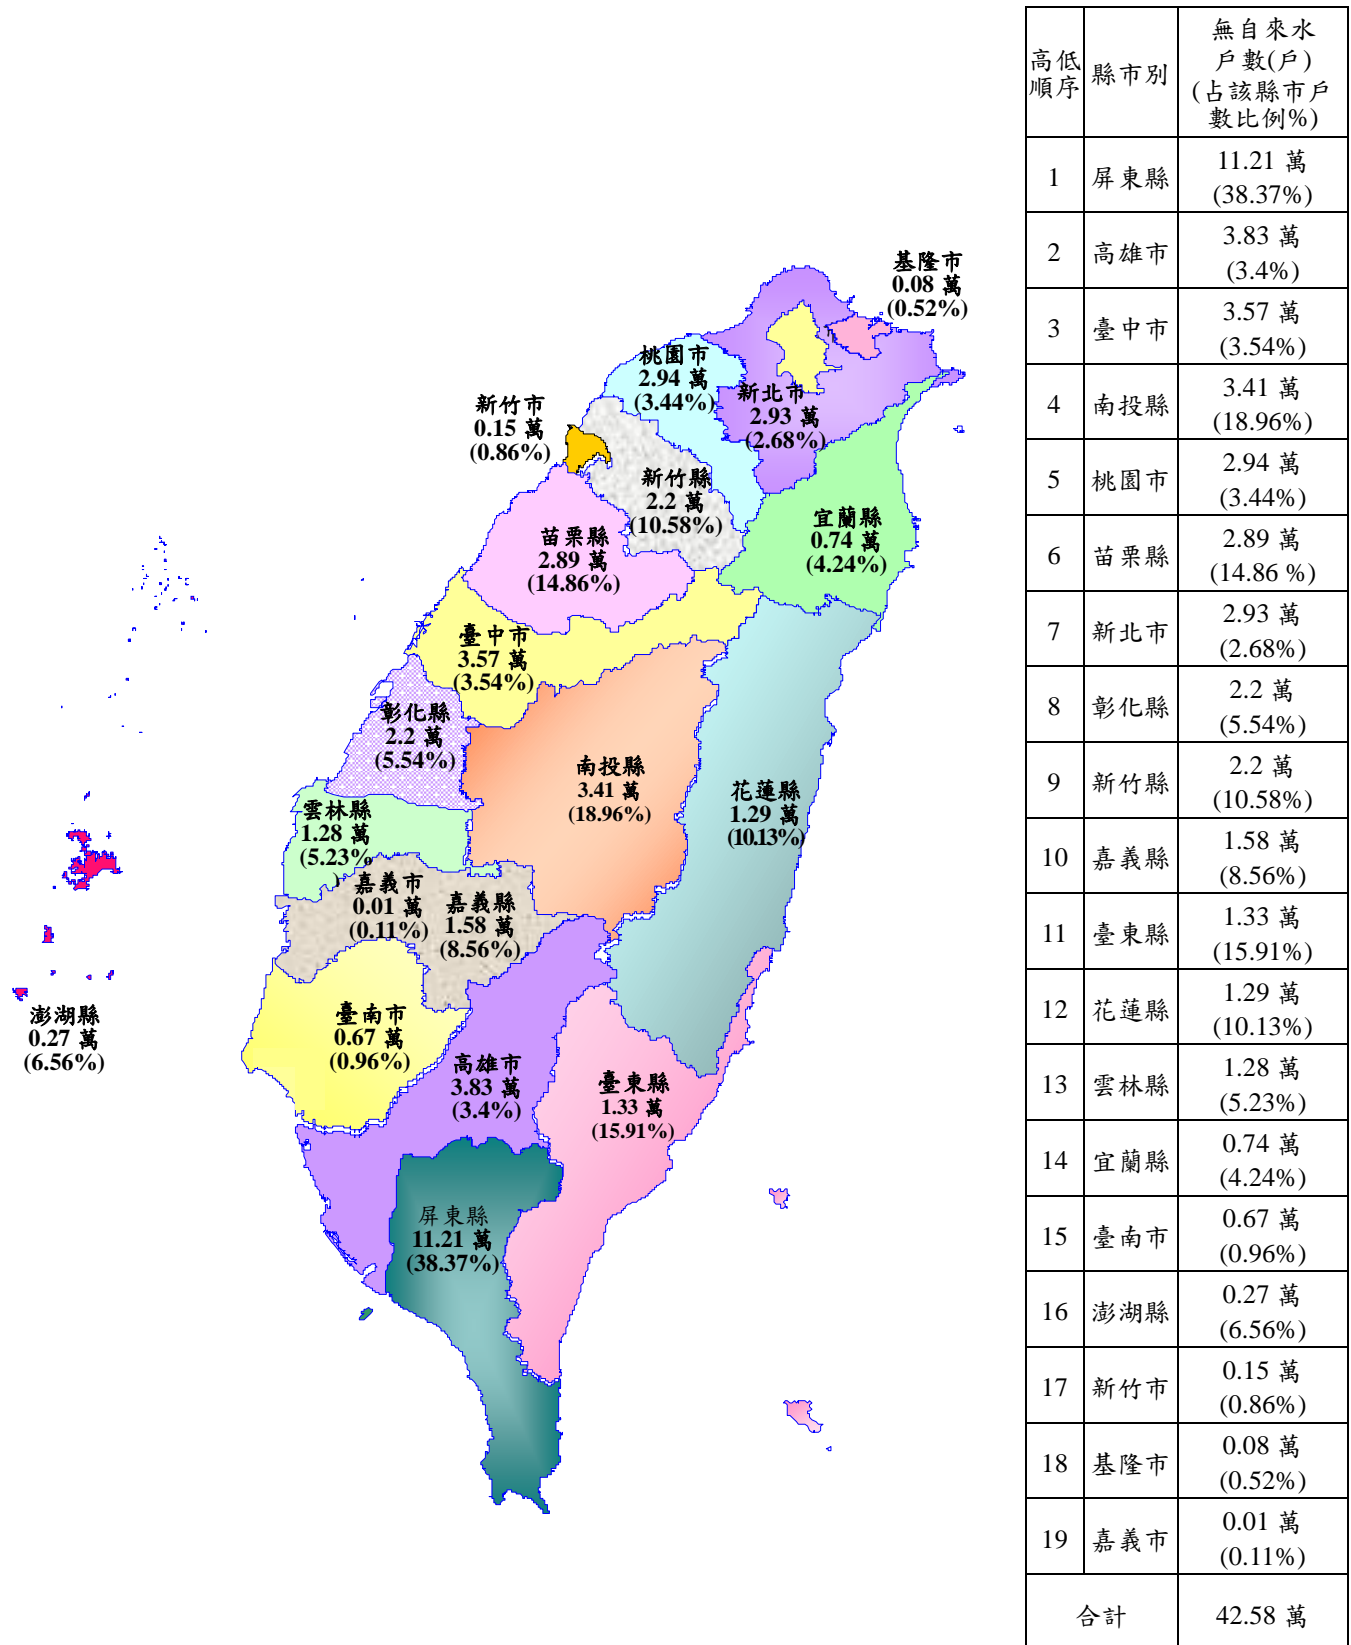 基隆市
0.08 萬
(0.52%)
桃園市
2.94 萬
(3.44%)
新北市
2.93 萬
(2.68%)
新竹市
0.15 萬
(0.86%)
新竹縣
2.2 萬
(10.58%)
宜蘭縣
0.74 萬
(4.24%)
苗栗縣
2.89 萬
(14.86%)
臺中市
3.57 萬
(3.54%)
彰化縣
2.2 萬
(5.54%)
南投縣
3.41 萬
(18.96%)
花蓮縣
1.29 萬
(10.13%)
雲林縣
1.28 萬
(5.23%
)
嘉義市
0.01 萬
(0.11%)
嘉義縣
1.58 萬
(8.56%)
澎湖縣
0.27 萬
(6.56%)
臺南市
0.67 萬
(0.96%)
高雄市
3.83 萬
(3.4%)
臺東縣
1.33 萬
(15.91%)
屏東縣
11.21 萬
(38.37%)
高低
順序
縣市別
無自來水
戶數(戶)
(占該縣市戶
數比例%)
1
屏東縣
11.21 萬
(38.37%)
2
高雄市
3.83 萬
(3.4%)
3
臺中市
3.57 萬
(3.54%)
4
南投縣
3.41 萬
(18.96%)
5
桃園市
2.94 萬
(3.44%)
6
苗栗縣
2.89 萬
(14.86 %)
7
新北市
2.93 萬
(2.68%)
8
彰化縣
2.2 萬
(5.54%)
9
新竹縣
2.2 萬
(10.58%)
10
嘉義縣
1.58 萬
(8.56%)
11
臺東縣
1.33 萬
(15.91%)
12
花蓮縣
1.29 萬
(10.13%)
13
雲林縣
1.28 萬
(5.23%)
14
宜蘭縣
0.74 萬
(4.24%)
15
臺南市
0.67 萬
(0.96%)
16
澎湖縣
0.27 萬
(6.56%)
17
新竹市
0.15 萬
(0.86%)
18
基隆市
0.08 萬
(0.52%)
19
嘉義市
0.01 萬
(0.11%)
合計
42.58 萬